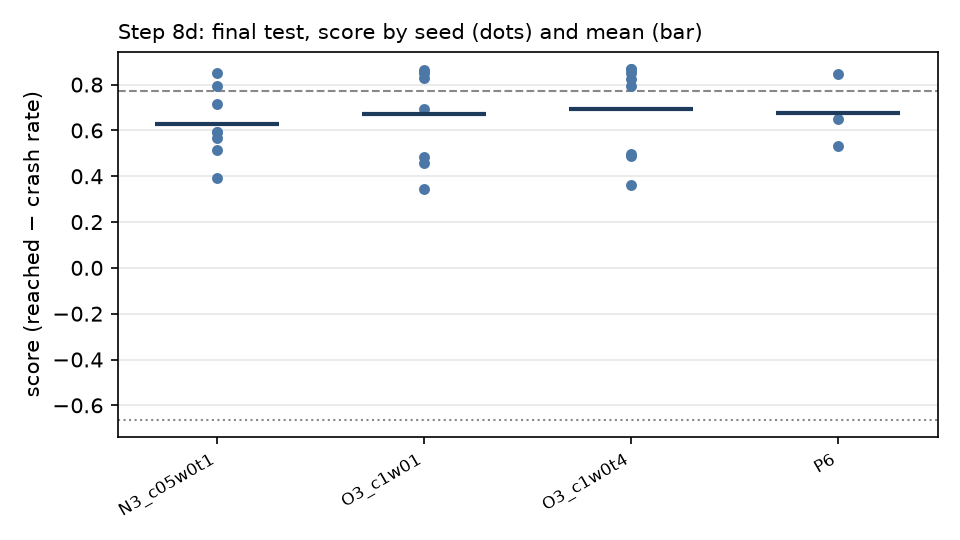 Step 8d: final test, score by seed (dots) and mean (bar)
score (reached − crash rate)
0.8
0.6
0.4
0.2
0.0
−0.2
−0.4
−0.6
N3_c05w0t1
O3_c1w01
O3_c1w0t4
P6